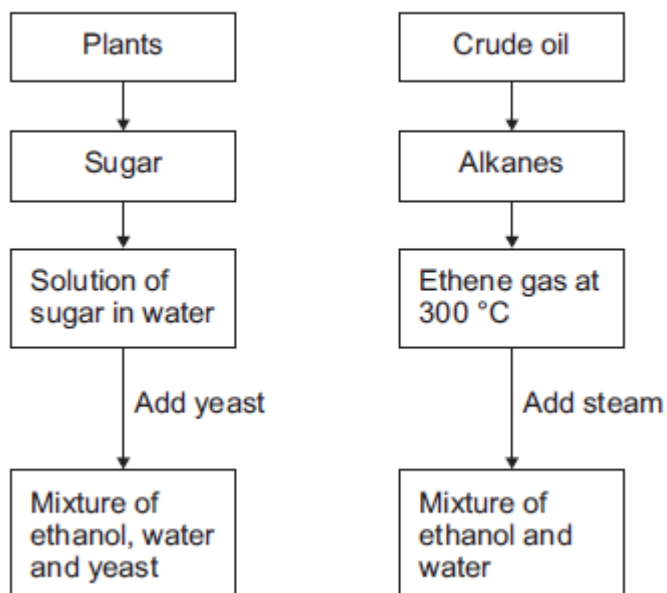 Plants
Sugar
Solution of
sugar in water
Add yeast
Mixture of
ethanol, water
and yeast
Crude oil
Alkanes
Ethene gas at
300 °C
Add steam
Mixture of
ethanol and
water